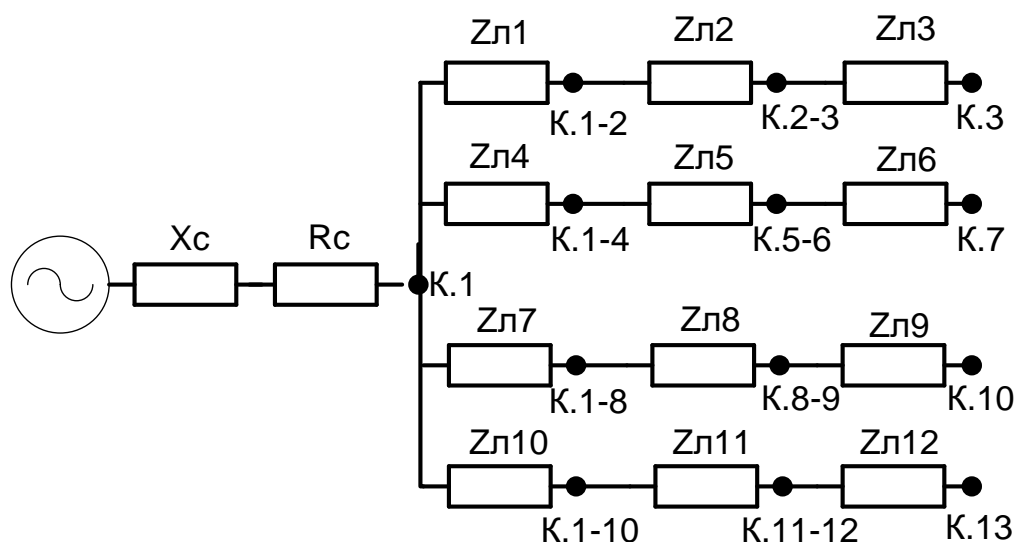 Zл1 Zл2 Zл3
К.1-2 К.2-3 К.3
Zл4 Zл5 Zл6
К.1-4 К.5-6 К.7
Xc Rc
К.1
Zл7 Zл8 Zл9
К.1-8 К.8-9 К.10
Zл10 Zл11 Zл12
К.1-10 К.11-12 К.13